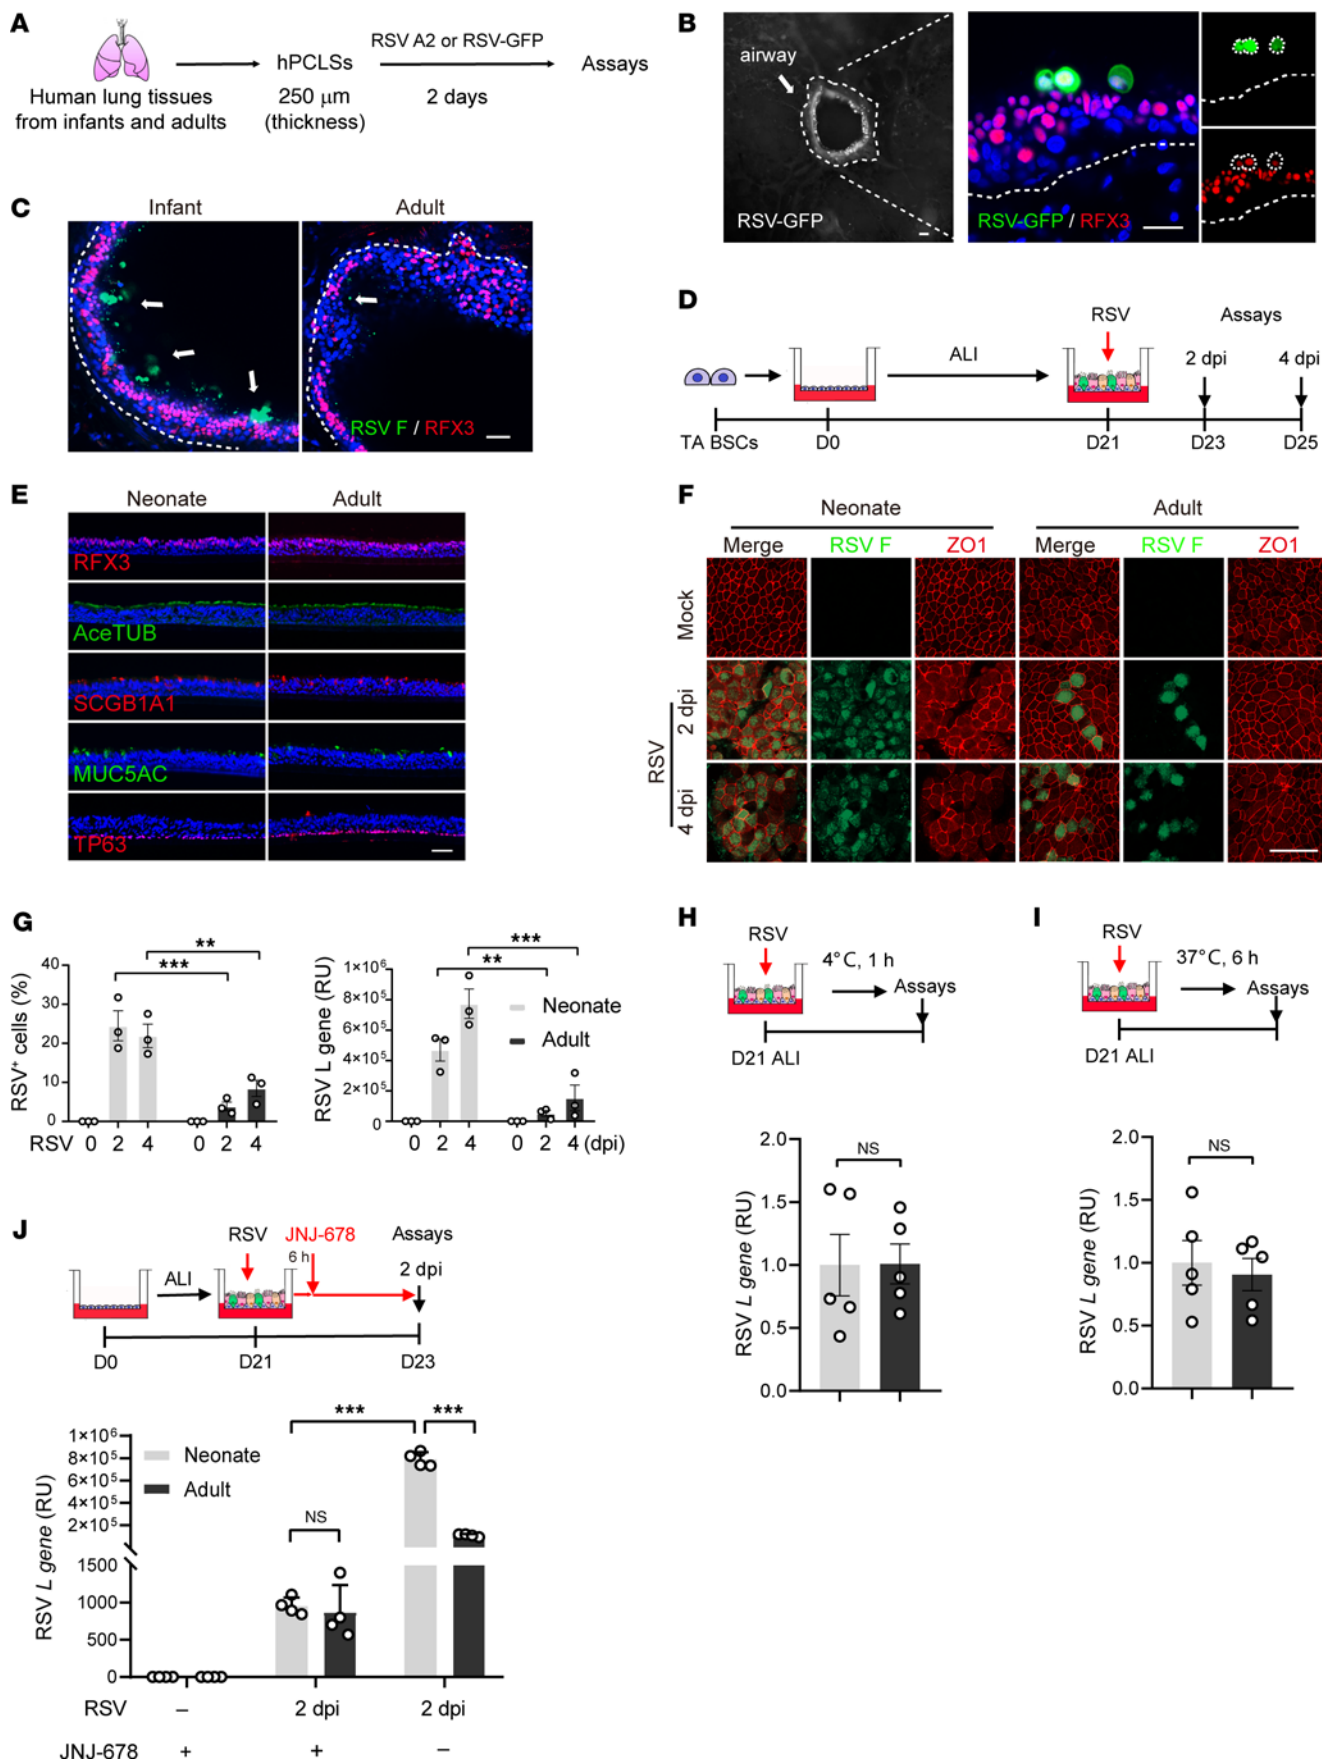 A
Human lung tissues
from infants and adults
hPCLSs
250 μm
(thickness)
RSV A2 or RSV-GFP
2 days
Assays
B
airway
RSV-GFP
RSV-GFP / RFX3
C
Infant
Adult
RSV F / RFX3
D
RSV
Assays
ALI
2 dpi
4 dpi
TA BSCs
D0
D21
D23
D25
E
Neonate
Adult
RFX3
AceTUB
SCGB1A1
MUC5AC
TP63
F
Neonate
Adult
Merge
RSV F
ZO1
Merge
RSV F
ZO1
Mock
RSV
2 dpi
4 dpi
G
RSV⁺ cells (%)
40
30
20
10
0
***
**
RSV
0
2
4
0
2
4
RSV L gene (RU)
1×10⁶
8×10⁵
6×10⁵
4×10⁵
2×10⁵
0
**
***
Neonate
Adult
0
2
4
0
2
4
(dpi)
H
RSV
4°C, 1 h
Assays
D21 ALI
RSV L gene (RU)
2.0
1.5
1.0
0.5
0.0
NS
I
RSV
37°C, 6 h
Assays
D21 ALI
RSV L gene (RU)
2.0
1.5
1.0
0.5
0.0
NS
J
RSV
JNJ-678
Assays
6 h
2 dpi
ALI
D0
D21
D23
RSV L gene (RU)
1×10⁶
8×10⁵
6×10⁵
4×10⁵
2×10⁵
1500
1000
500
0
Neonate
Adult
NS
***
***
RSV
–
2 dpi
2 dpi
JNJ-678
+
+
–